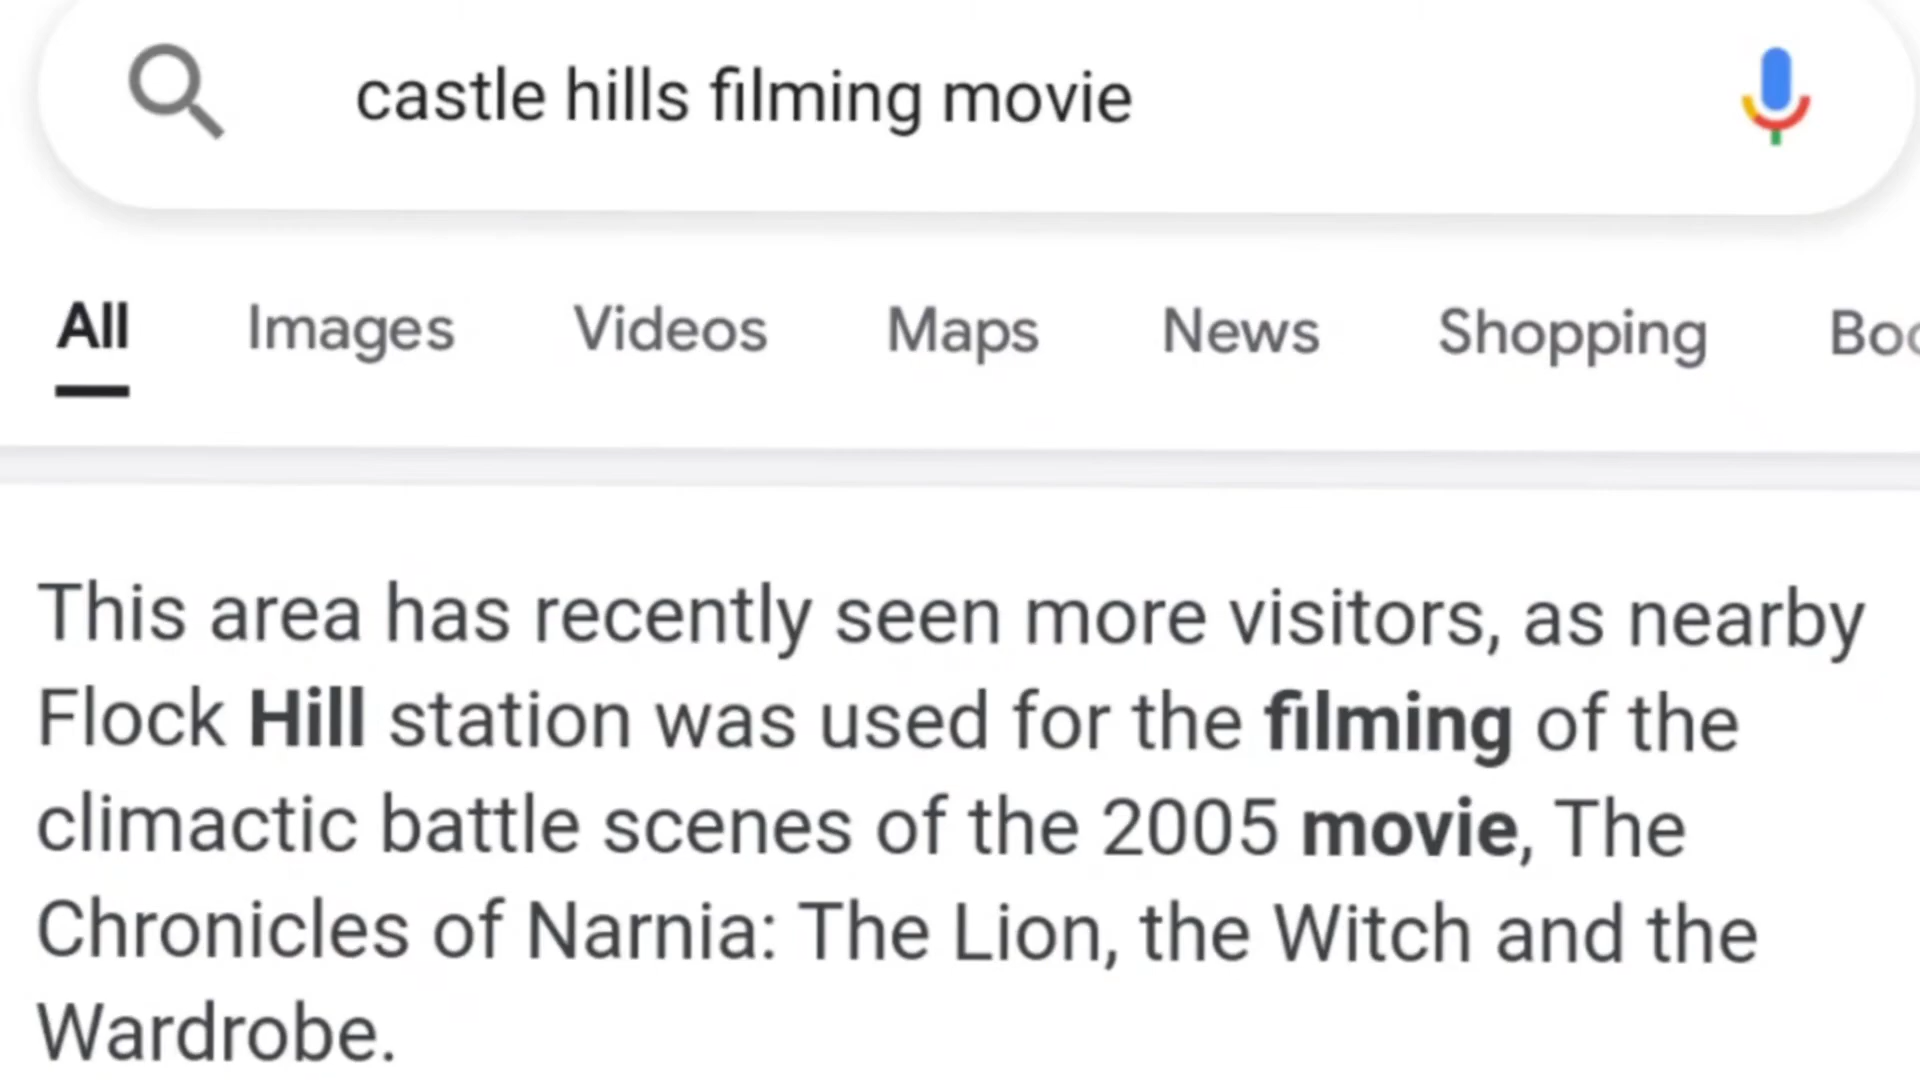 castle hills filming movie
All Images Videos Maps News Shopping Boo
This area has recently seen more visitors, as nearby
Flock Hill station was used for the filming of the
climactic battle scenes of the 2005 movie, The
Chronicles of Narnia: The Lion, the Witch and the
Wardrobe.